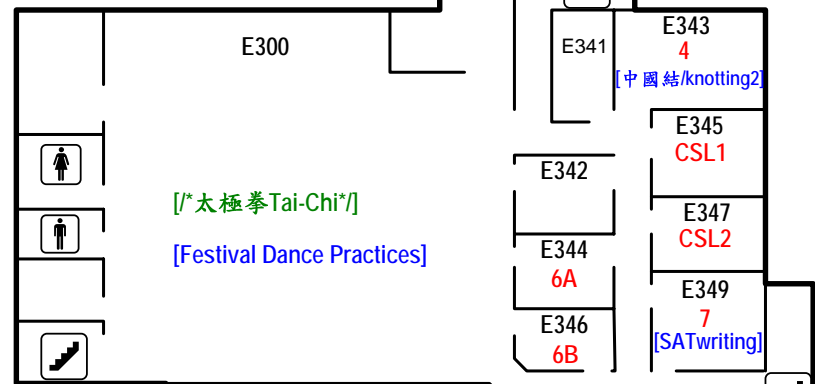 E300
[/*太極拳Tai-Chi*/]
[Festival Dance Practices]
E341
E343
4
[中國結/knotting2]
E345
CSL1
E342
E347
CSL2
E344
6A
E349
7
[SATwriting]
E346
6B